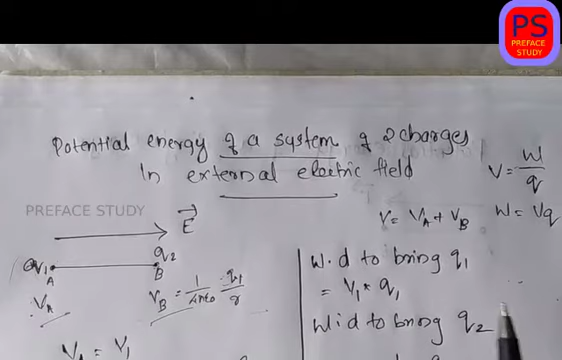 PS
PREFACE
STUDY
Potential energy of a system of 2 charges
In external electric field
V = W/q
W = Vq
V = VA + VB
PREFACE STUDY
E
q1
q2
A
B
VA
VB = 1/4πε0 q1/r
W.d to bring q1
= V1 * q1
W.d to bring q2
VA = V1